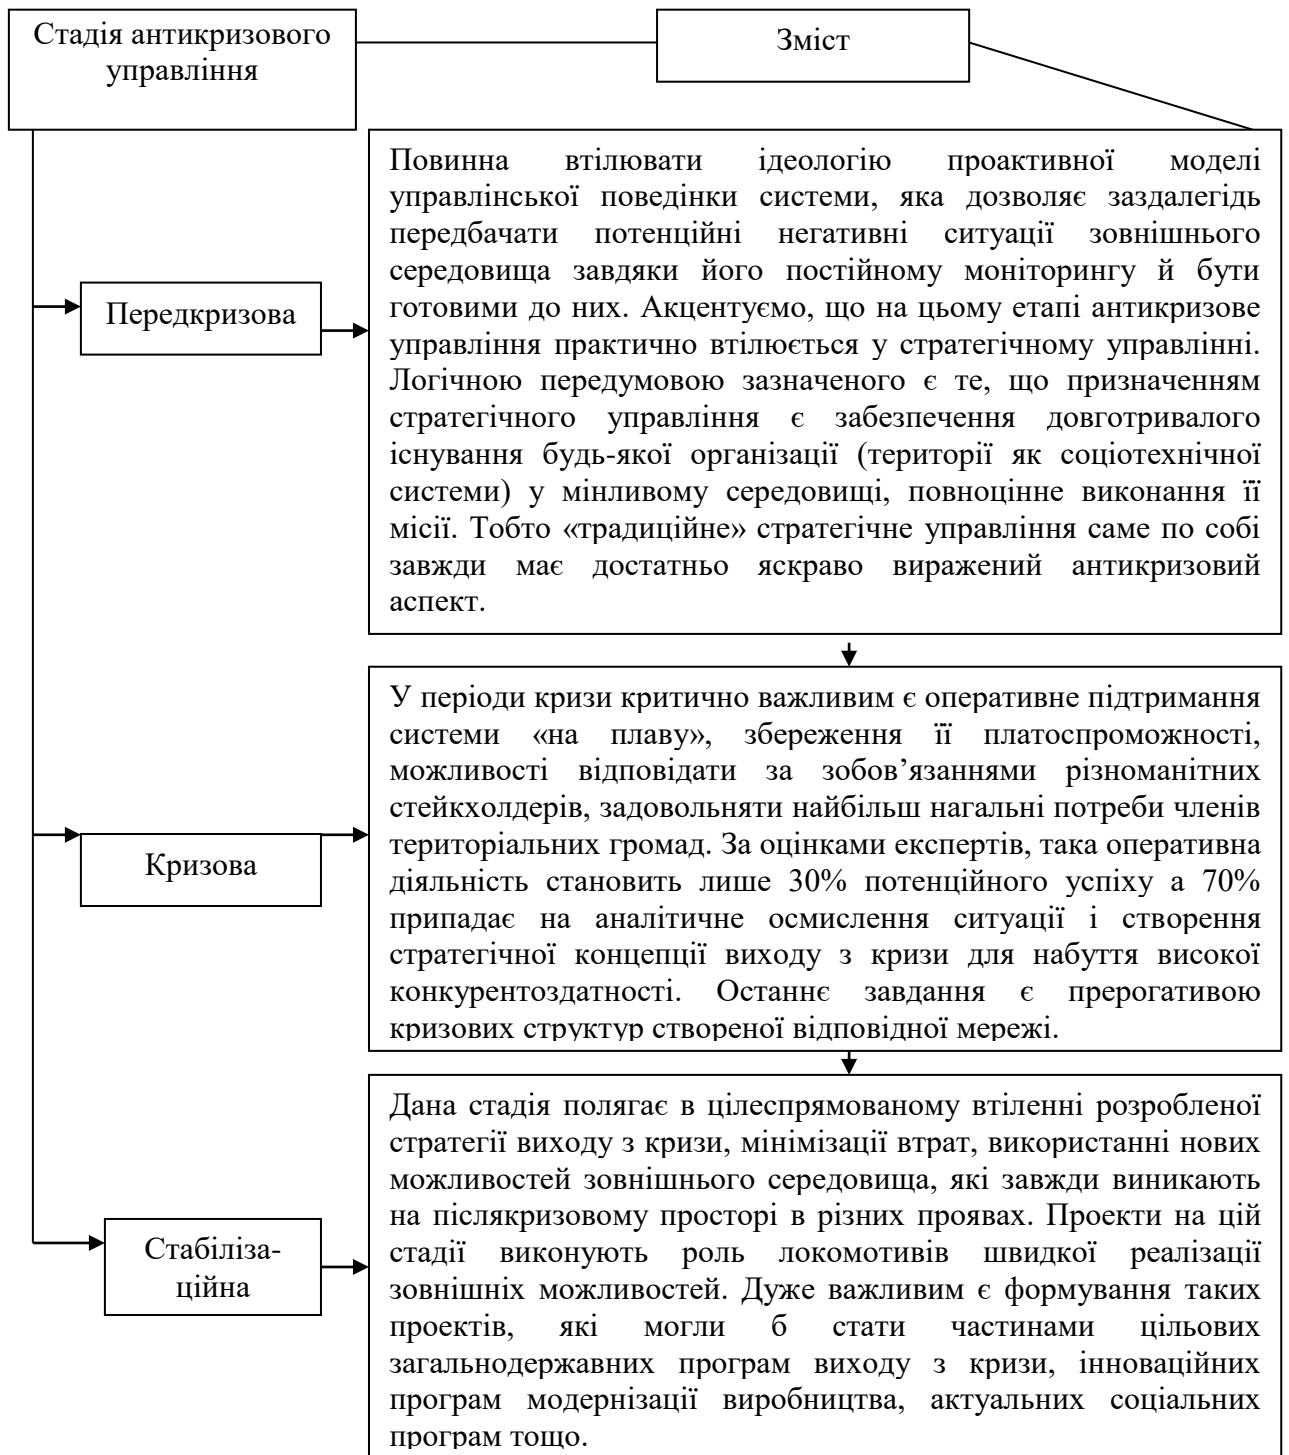 Стадія антикризового
управління
Зміст
Передкризова
Повинна втілювати ідеологію проактивної моделі
управлінської поведінки системи, яка дозволяє заздалегідь
передбачати потенційні негативні ситуації зовнішнього
середовища завдяки його постійному моніторингу й бути
готовими до них. Акцентуємо, що на цьому етапі антикризове
управління практично втілюється у стратегічному управлінні.
Логічною передумовою зазначеного є те, що призначенням
стратегічного управління є забезпечення довготривалого
існування будь-якої організації (території як соціотехнічної
системи) у мінливому середовищі, повноцінне виконання її
місії. Тобто «традиційне» стратегічне управління саме по собі
завжди має достатньо яскраво виражений антикризовий
аспект.
Кризова
У періоди кризи критично важливим є оперативне підтримання
системи «на плаву», збереження її платоспроможності,
можливості відповідати за зобов’язаннями різноманітних
стейкхолдерів, задовольняти найбільш нагальні потреби членів
територіальних громад. За оцінками експертів, така оперативна
діяльність становить лише 30% потенційного успіху а 70%
припадає на аналітичне осмислення ситуації і створення
стратегічної концепції виходу з кризи для набуття високої
конкурентоздатності. Останнє завдання є прерогативою
кризових структур створеної відповідної мережі.
Стабіліза-
ційна
Дана стадія полягає в цілеспрямованому втіленні розробленої
стратегії виходу з кризи, мінімізації втрат, використанні нових
можливостей зовнішнього середовища, які завжди виникають
на післякризовому просторі в різних проявах. Проекти на цій
стадії виконують роль локомотивів швидкої реалізації
зовнішніх можливостей. Дуже важливим є формування таких
проектів, які могли б стати частинами цільових
загальнодержавних програм виходу з кризи, інноваційних
програм модернізації виробництва, актуальних соціальних
програм тощо.